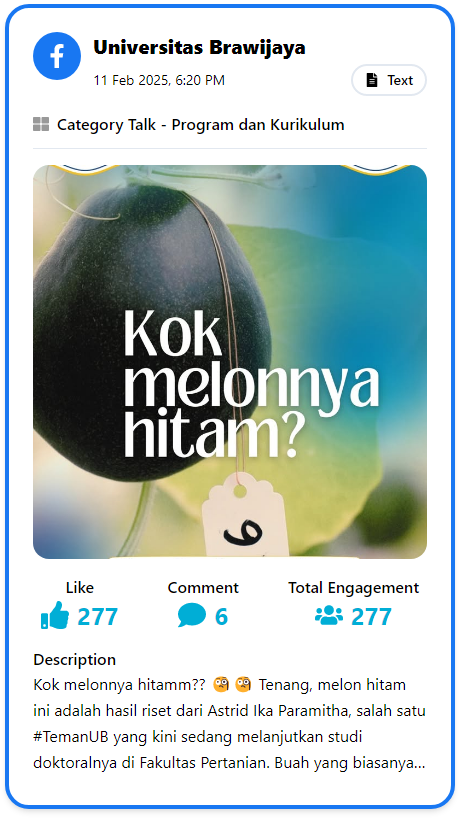 Universitas Brawijaya
11 Feb 2025, 6:20 PM
Text
Category Talk - Program dan Kurikulum
Kok
melonnya
hitam?
6
Like
277
Comment
6
Total Engagement
277
Description
Kok melonnya hitamm?? 🧐🧐 Tenang, melon hitam
ini adalah hasil riset dari Astrid Ika Paramitha, salah satu
#TemanUB yang kini sedang melanjutkan studi
doktoralnya di Fakultas Pertanian. Buah yang biasanya...